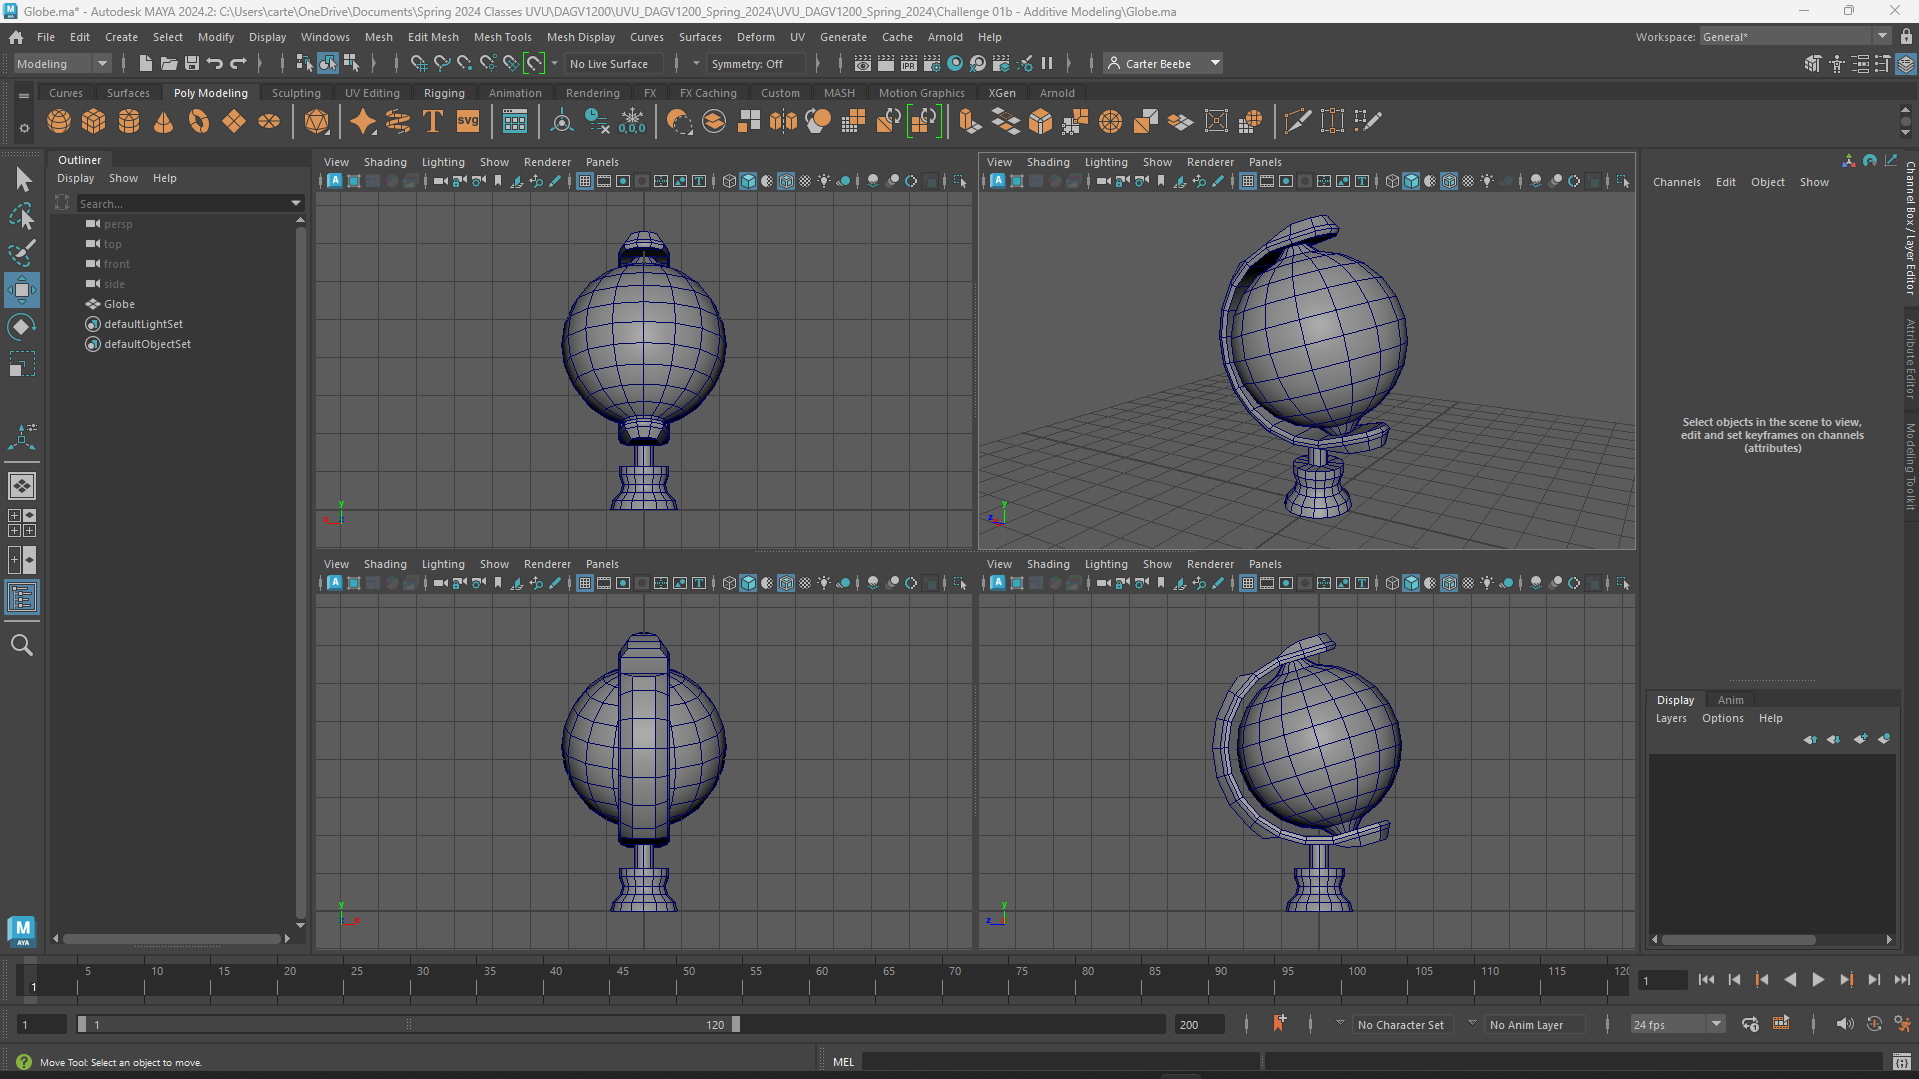 Globe.ma* - Autodesk MAYA 2024.2: C:\Users\carte\OneDrive\Documents\Spring 2024 Classes UVU\DAGV1200\UVU_DAGV1200_Spring_2024\UVU_DAGV1200_Spring_2024\Challenge 01b - Additive Modeling\Globe.ma
File Edit Create Select Modify Display Windows Mesh Edit Mesh Mesh Tools Mesh Display Curves Surfaces Deform UV Generate Cache Arnold Help
Workspace: General*
Modeling
No Live Surface
Symmetry: Off
IPR
Carter Beebe
Curves Surfaces Poly Modeling Sculpting UV Editing Rigging Animation Rendering FX FX Caching Custom MASH Motion Graphics XGen Arnold
T
svg
0,0,0
Outliner
Display Show Help
Search...
persp
top
front
side
Globe
defaultLightSet
defaultObjectSet
View Shading Lighting Show Renderer Panels
View Shading Lighting Show Renderer Panels
y
x
z
y
z
View Shading Lighting Show Renderer Panels
View Shading Lighting Show Renderer Panels
y
z
x
y
z
Channels Edit Object Show
Select objects in the scene to view,
edit and set keyframes on channels
(attributes)
Channel Box / Layer Editor
Attribute Editor
Modeling Toolkit
Display Anim
Layers Options Help
M
AYA
5 10 15 20 25 30 35 40 45 50 55 60 65 70 75 80 85 90 95 100 105 110 115 120
1
1
1
1
120
200
No Character Set
No Anim Layer
24 fps
Move Tool: Select an object to move.
MEL